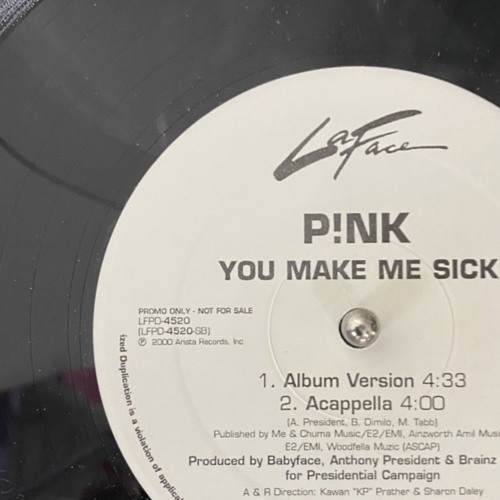 LaFace
P!NK
YOU MAKE ME SICK
PROMO ONLY - NOT FOR SALE
LFPD-4520
(LFPD-4520-SB)
℗ 2000 Arista Records, Inc
1. Album Version 4:33
2. Acappella 4:00
(A. President, B. Dimilo, M. Tabb)
Published by Me & Chuma Music/E2/EMI, Ainzworth Amil Musi
E2/EMI, Woodfella Muzic (ASCAP)
Produced by Babyface, Anthony President & Brainz
for Presidential Campaign
A & R Direction: Kawan "KP" Prather & Sharon Daley
ized Duplication is a violation of applicab